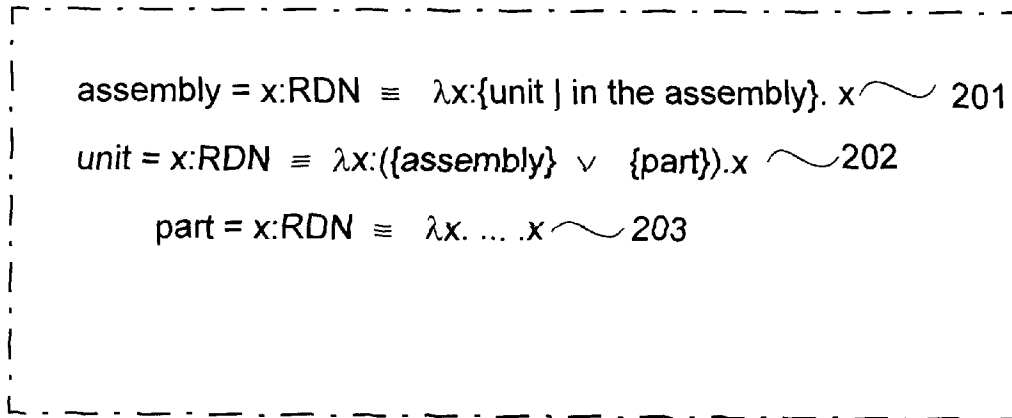 assembly = x:RDN ≡ λx:{unit | in the assembly}. x 201
unit = x:RDN ≡ λx:({assembly} ∨ {part}).x 202
part = x:RDN ≡ λx. ... .x 203